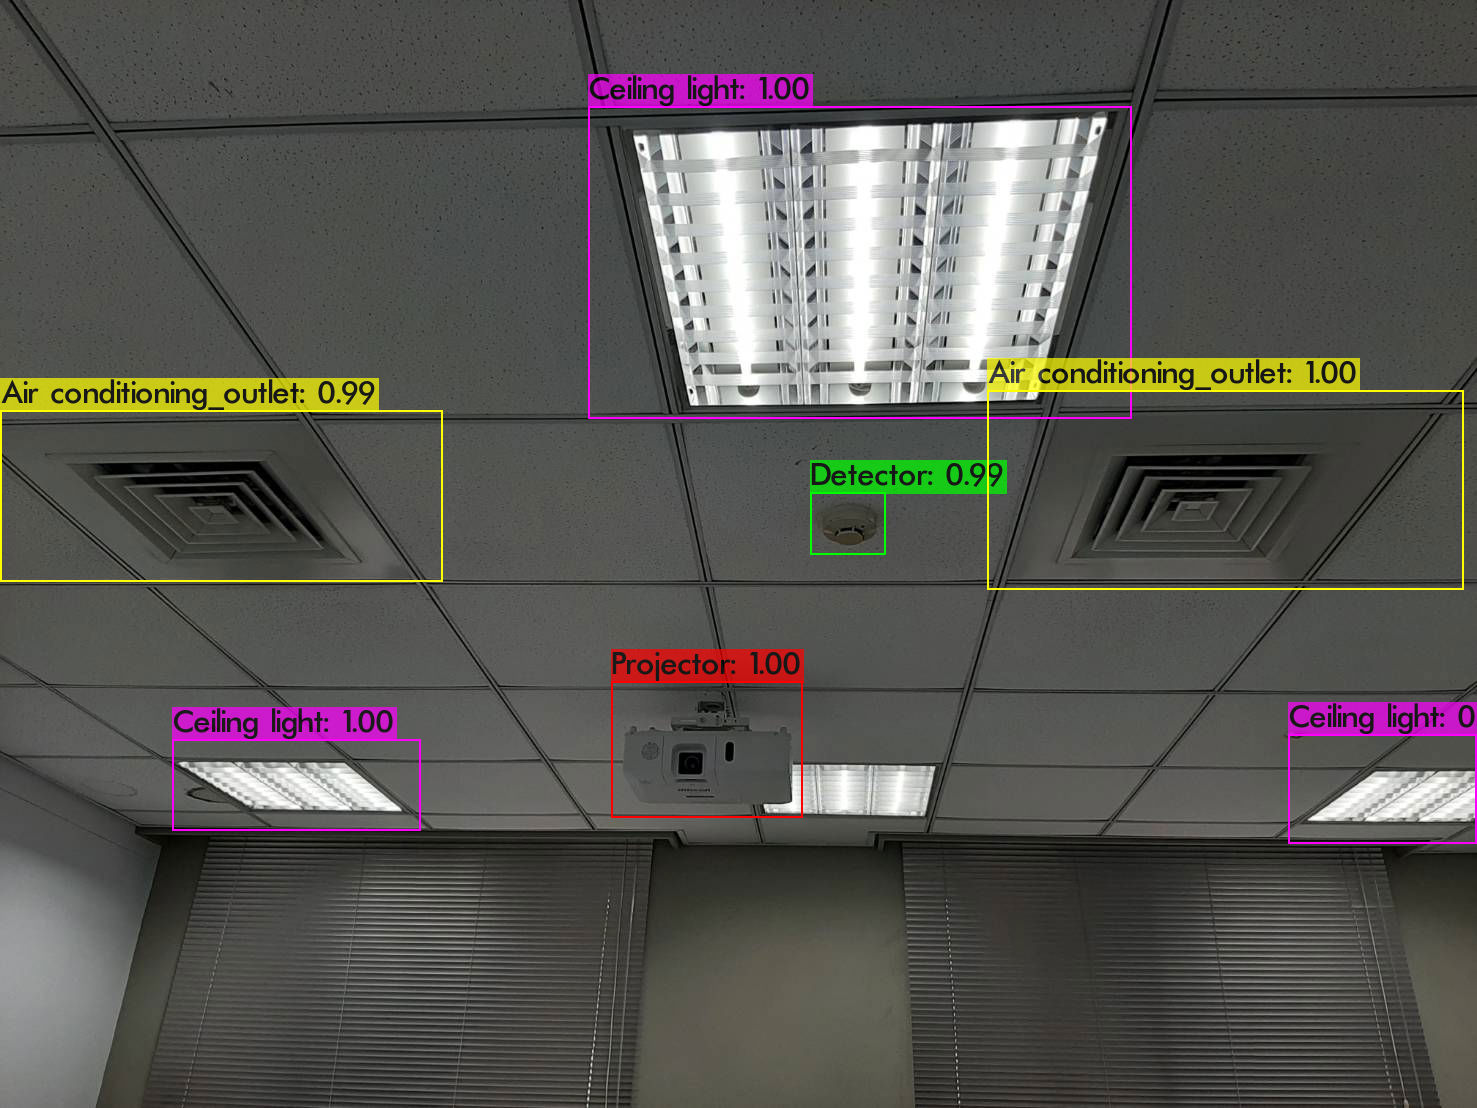 Ceiling light: 1.00
Air conditioning_outlet: 1.00
Air conditioning_outlet: 0.99
Detector: 0.99
Projector: 1.00
Ceiling light: 1.00
Ceiling light: 0